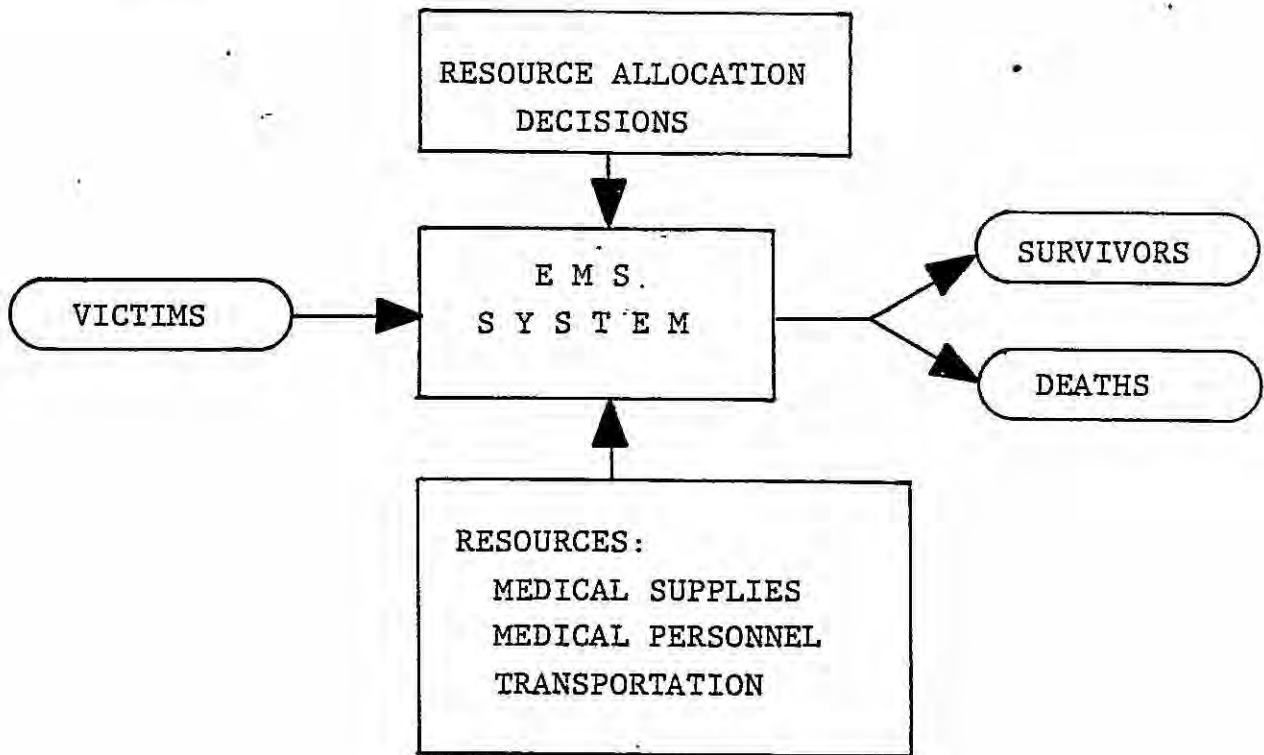 RESOURCE ALLOCATION
DECISIONS
E M S.
S Y S T E M
VICTIMS
SURVIVORS
DEATHS
RESOURCES:
MEDICAL SUPPLIES
MEDICAL PERSONNEL
TRANSPORTATION